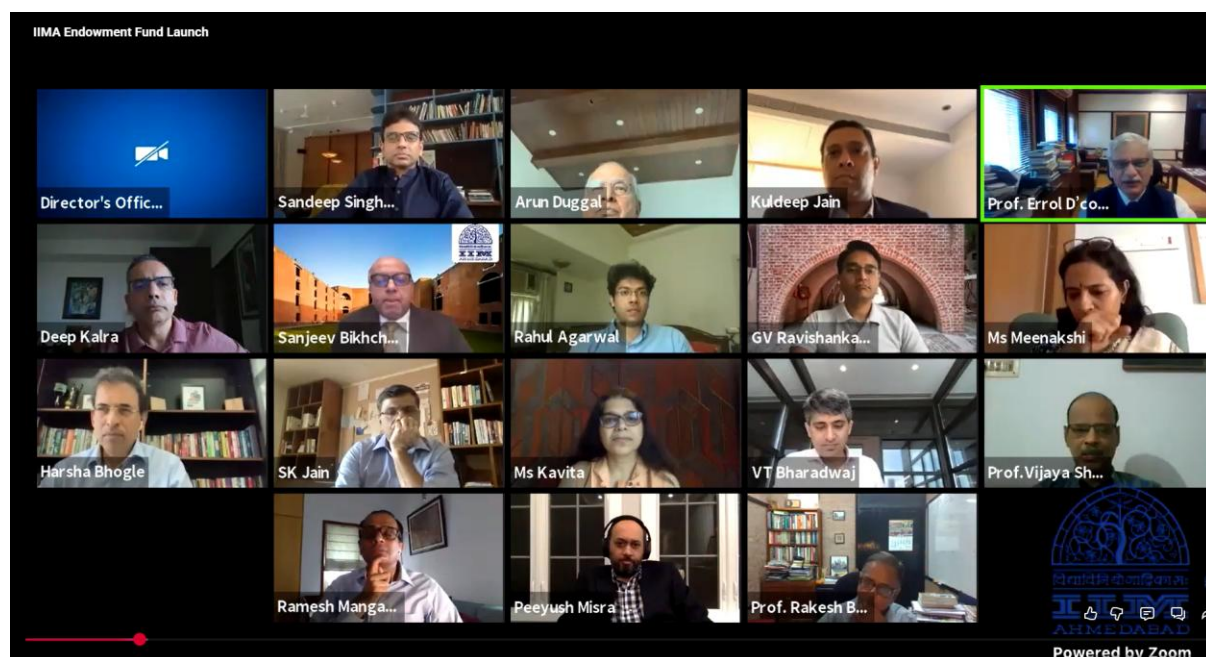 IIMA Endowment Fund Launch
Director's Offic...
Sandeep Singh...
Arun Duggal
Kuldeep Jain
Prof. Errol D'co...
Deep Kalra
IIM
Sanjeev Bikhch...
Rahul Agarwal
GV Ravishanka...
Ms Meenakshi
Harsha Bhogle
SK Jain
Ms Kavita
VT Bharadwaj
Prof.Vijaya Sh...
Ramesh Manga...
Peeyush Misra
Prof. Rakesh B...
विद्याविनियोगाद्विकासः
IIM
AHMEDABAD
Powered by Zoom